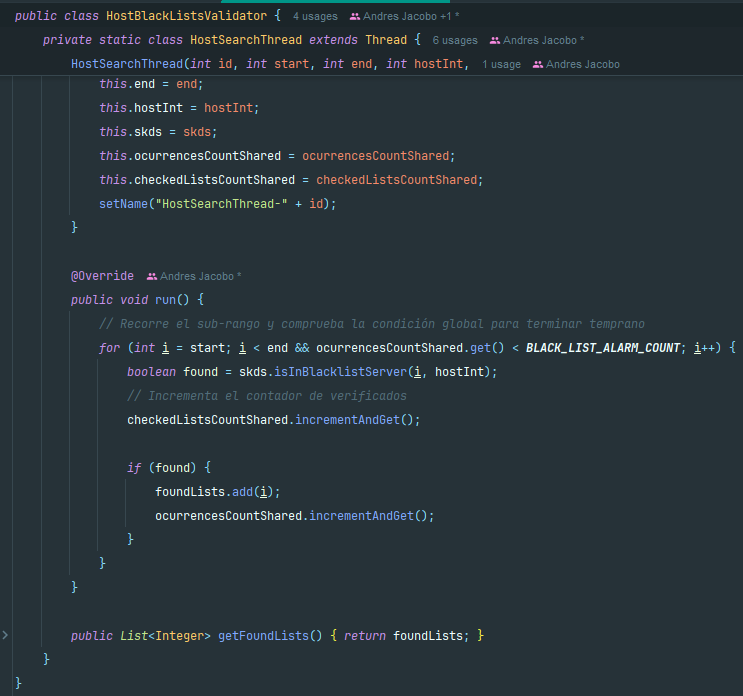 public class HostBlackListsValidator { 4 usages Andres Jacobo +1 *
private static class HostSearchThread extends Thread { 6 usages Andres Jacobo *
HostSearchThread(int id, int start, int end, int hostInt, 1 usage Andres Jacobo
this.end = end;
this.hostInt = hostInt;
this.skds = skds;
this.ocurrencesCountShared = ocurrencesCountShared;
this.checkedListsCountShared = checkedListsCountShared;
setName("HostSearchThread-" + id);
}
@Override Andres Jacobo *
public void run() {
// Recorre el sub-rango y comprueba la condición global para terminar temprano
for (int i = start; i < end && ocurrencesCountShared.get() < BLACK_LIST_ALARM_COUNT; i++) {
boolean found = skds.isInBlacklistServer(i, hostInt);
// Incrementa el contador de verificados
checkedListsCountShared.incrementAndGet();
if (found) {
foundLists.add(i);
ocurrencesCountShared.incrementAndGet();
}
}
}
public List<Integer> getFoundLists() { return foundLists; }
}
}